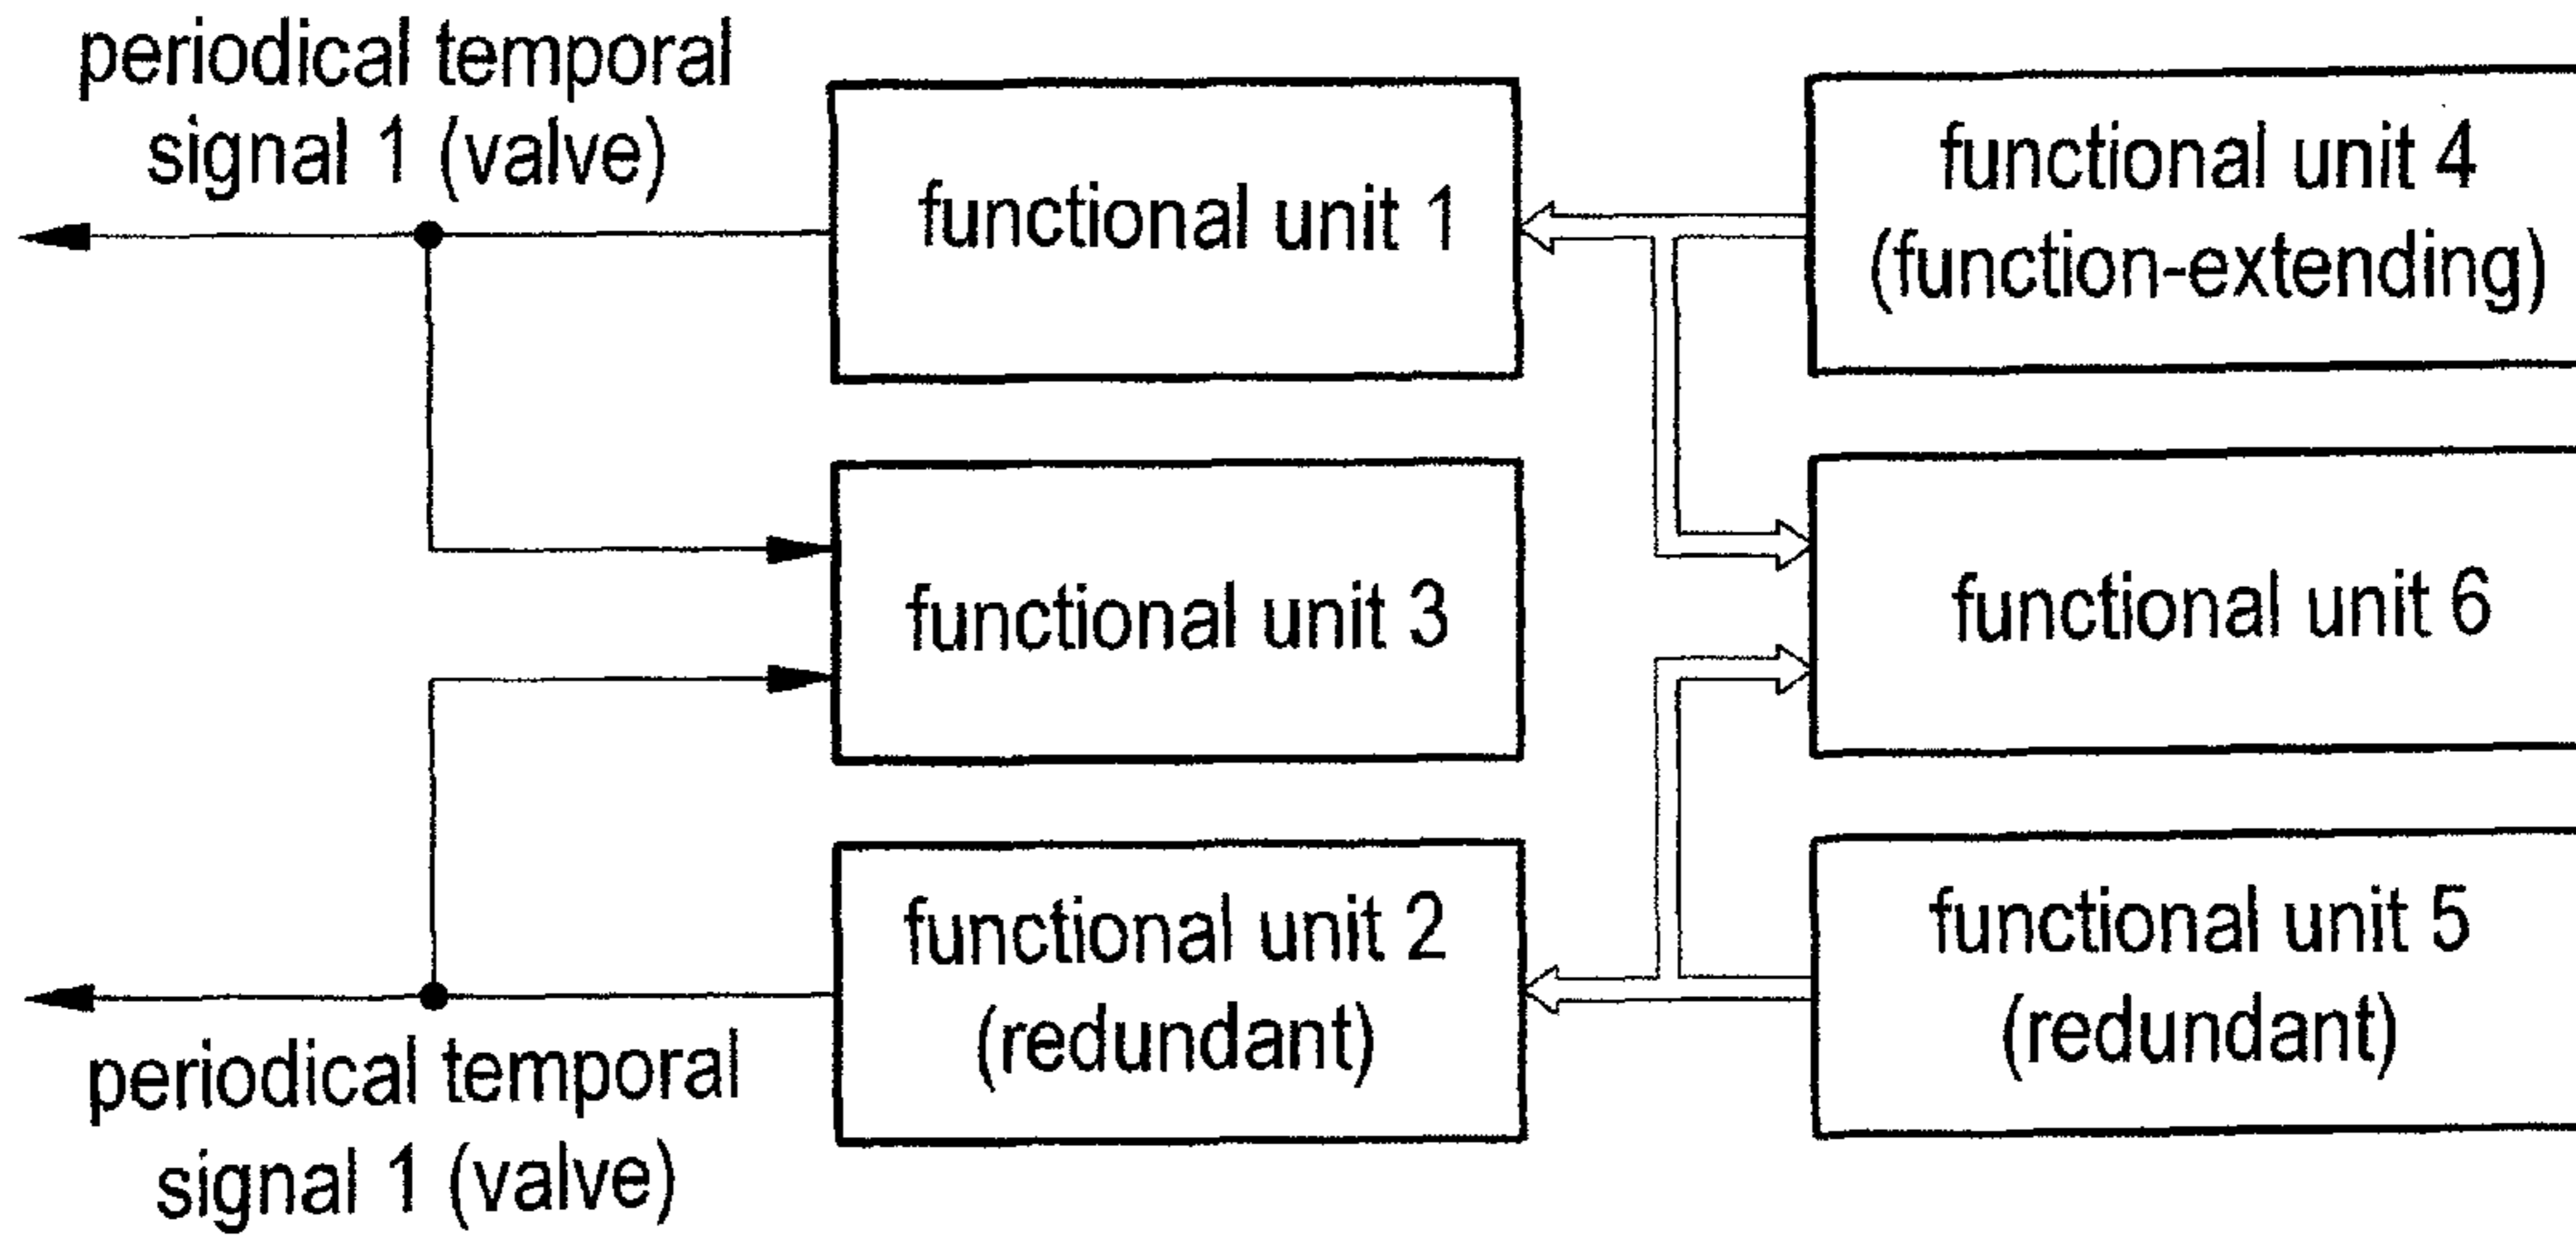 periodical temporal
signal 1 (valve)
functional unit 1
functional unit 4
(function-extending)
functional unit 3
functional unit 6
functional unit 2
(redundant)
functional unit 5
(redundant)
periodical temporal
signal 1 (valve)